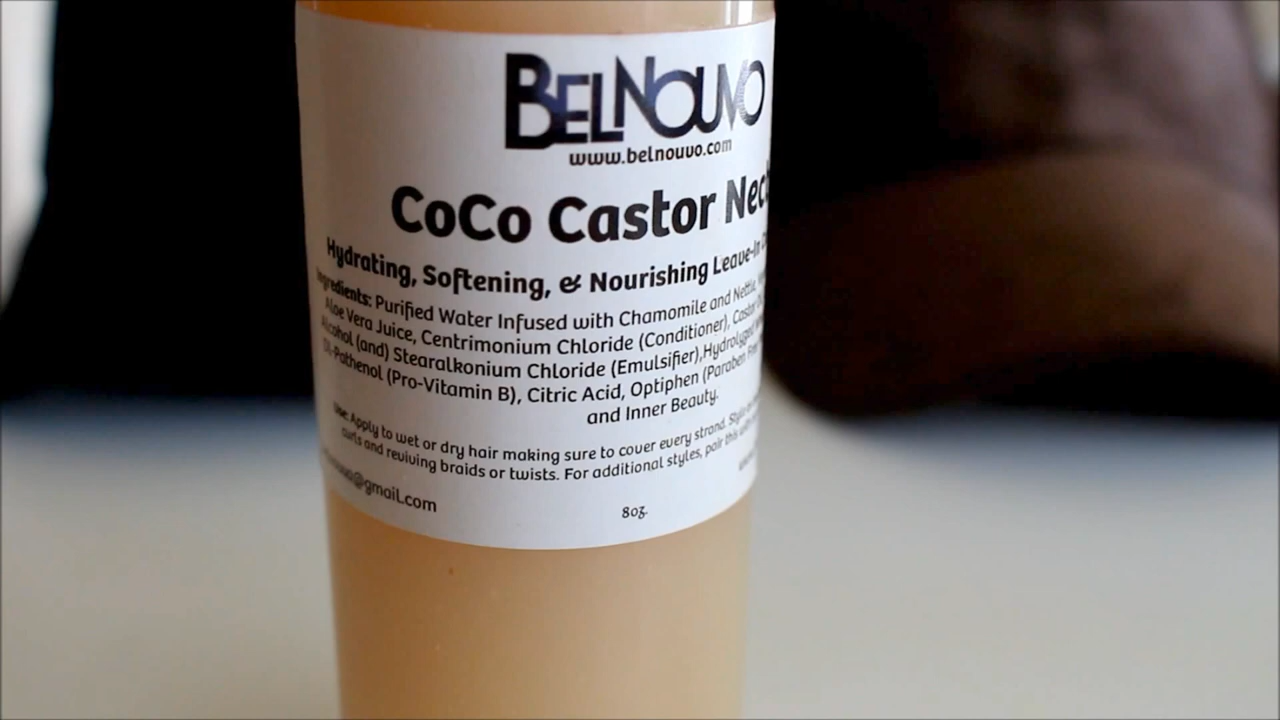 BELNOUVO
www.belnouvo.com
CoCo Castor
Hydrating, Softening, & Nourishing Leave-In
Ingredients: Purified Water Infused with Chamomile and Nettle,
Aloe Vera Juice, Centrimonium Chloride (Conditioner), Castor
Alcohol (and) Stearalkonium Chloride (Emulsifier),Hydrolyzed
Dl-Pathenol (Pro-Vitamin B), Citric Acid, Optiphen (Paraben
and Inner Beauty.
Use: Apply to wet or dry hair making sure to cover every strand.
curls and reviving braids or twists. For additional styles, pair this with
@gmail.com
8oz.